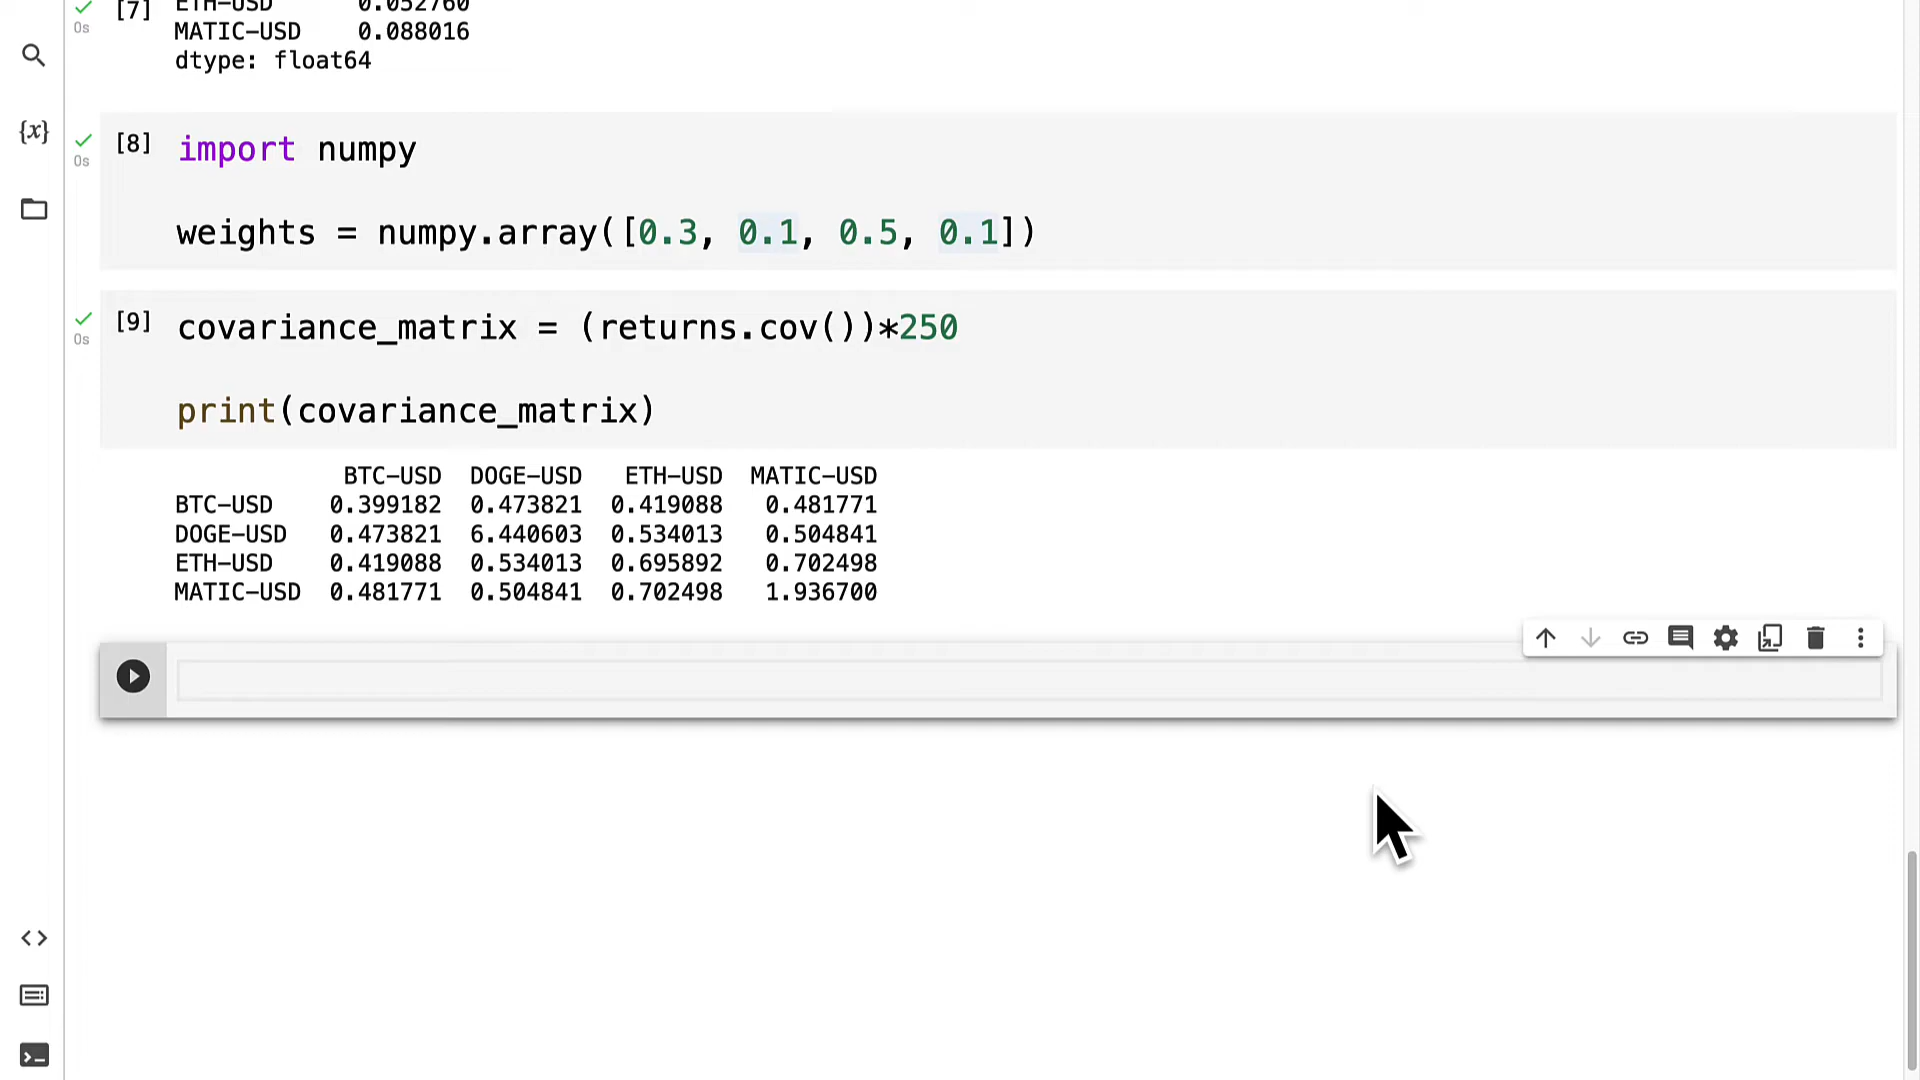 [7] ETH-USD 0.052760
0s
MATIC-USD 0.088016
dtype: float64
{x}
[8] import numpy
0s
weights = numpy.array([0.3, 0.1, 0.5, 0.1])
[9] covariance_matrix = (returns.cov())*250
0s
print(covariance_matrix)
BTC-USD DOGE-USD ETH-USD MATIC-USD
BTC-USD 0.399182 0.473821 0.419088 0.481771
DOGE-USD 0.473821 6.440603 0.534013 0.504841
ETH-USD 0.419088 0.534013 0.695892 0.702498
MATIC-USD 0.481771 0.504841 0.702498 1.936700